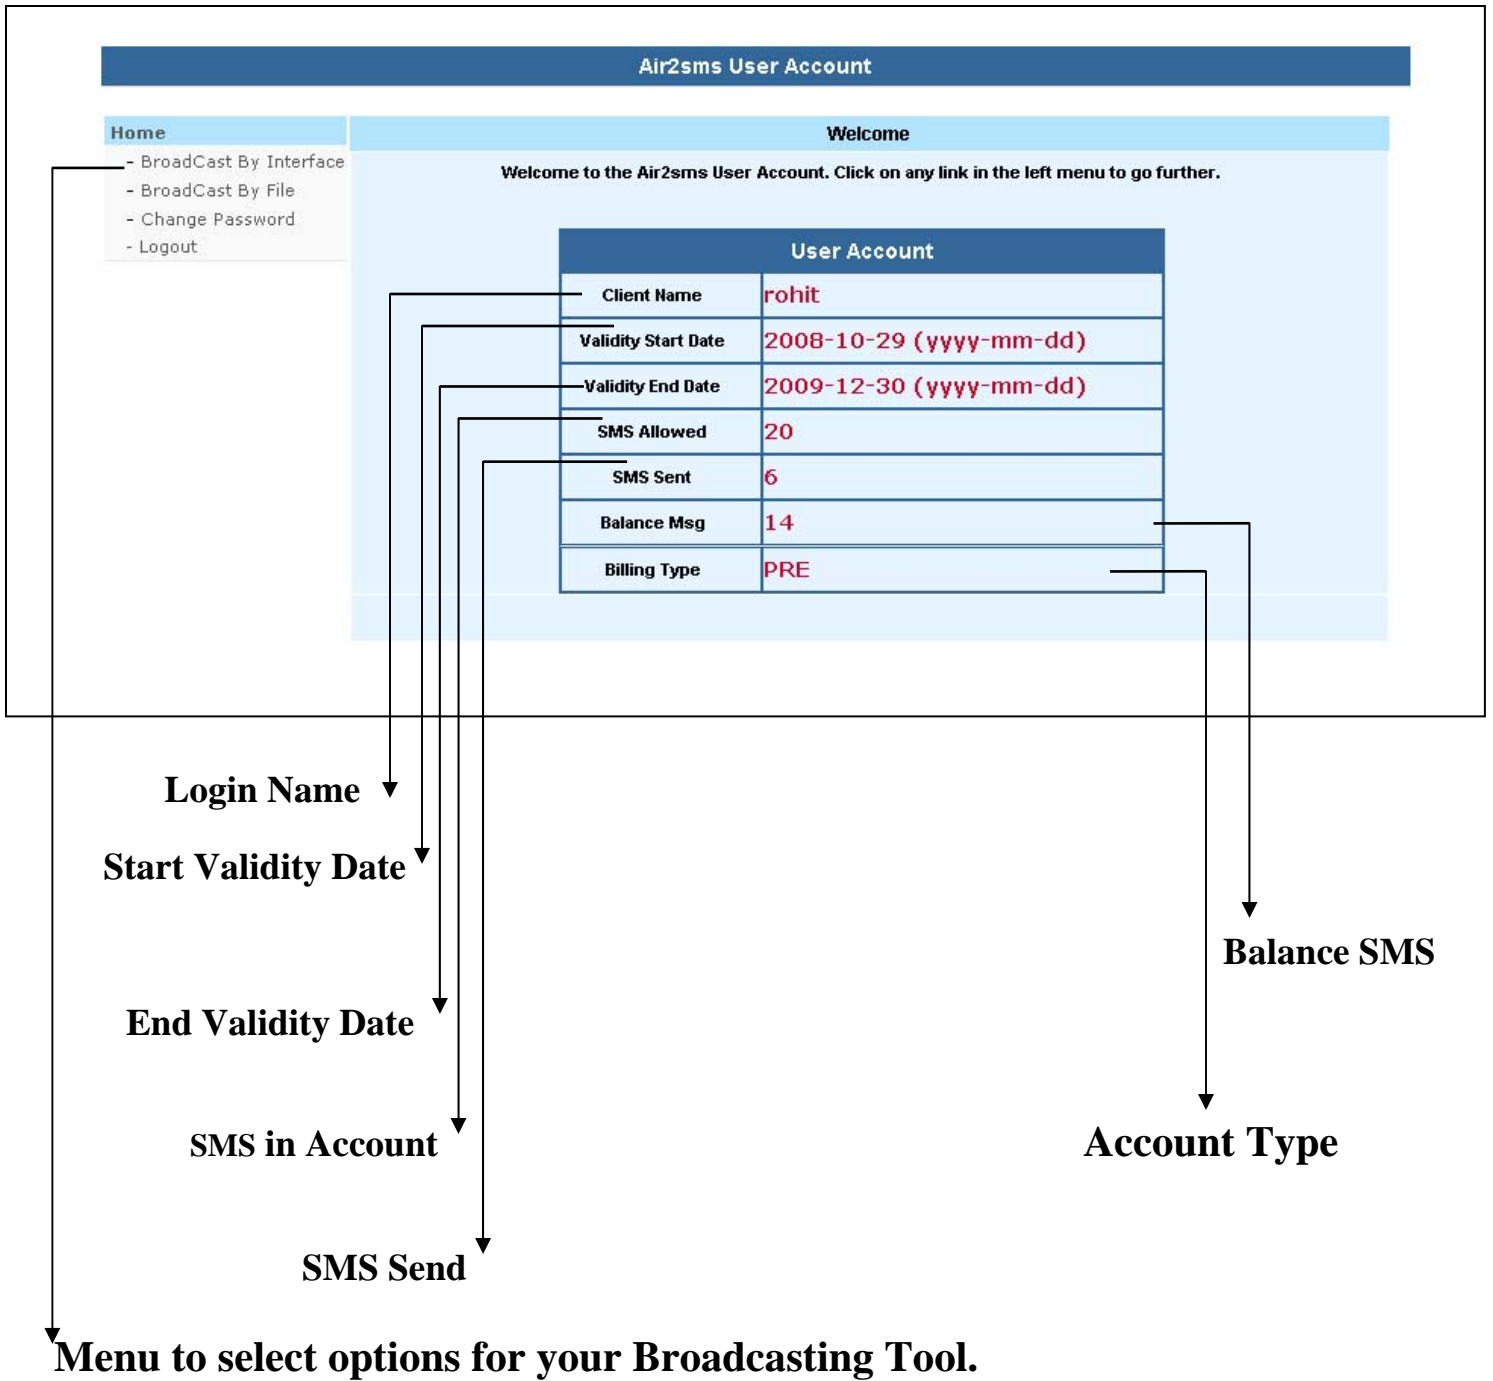 Air2sms User Account
Home
- BroadCast By Interface
- BroadCast By File
- Change Password
- Logout
Welcome
Welcome to the Air2sms User Account. Click on any link in the left menu to go further.
User Account
Client Name rohit
Validity Start Date 2008-10-29 (yyyy-mm-dd)
Validity End Date 2009-12-30 (yyyy-mm-dd)
SMS Allowed 20
SMS Sent 6
Balance Msg 14
Billing Type PRE
Login Name
Start Validity Date
Balance SMS
End Validity Date
SMS in Account
Account Type
SMS Send
Menu to select options for your Broadcasting Tool.